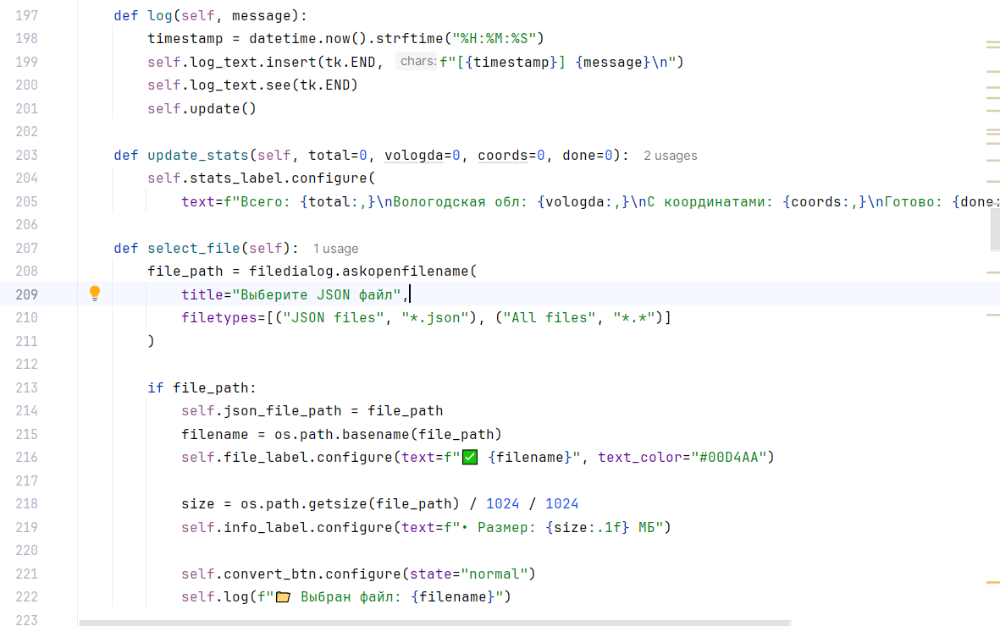 197 def log(self, message):
198 timestamp = datetime.now().strftime("%H:%M:%S")
199 self.log_text.insert(tk.END, chars: f"[{timestamp}] {message}\n")
200 self.log_text.see(tk.END)
201 self.update()
202
203 def update_stats(self, total=0, vologda=0, coords=0, done=0): 2 usages
204 self.stats_label.configure(
205 text=f"Всего: {total:,}\nВологодская обл: {vologda:,}\nС координатами: {coords:,}\nГотово: {done:
206
207 def select_file(self): 1 usage
208 file_path = filedialog.askopenfilename(
209 title="Выберите JSON файл",
210 filetypes=[("JSON files", "*.json"), ("All files", "*.*")]
211 )
212
213 if file_path:
214 self.json_file_path = file_path
215 filename = os.path.basename(file_path)
216 self.file_label.configure(text=f"✅ {filename}", text_color="#00D4AA")
217
218 size = os.path.getsize(file_path) / 1024 / 1024
219 self.info_label.configure(text=f"• Размер: {size:.1f} МБ")
220
221 self.convert_btn.configure(state="normal")
222 self.log(f"📂 Выбран файл: {filename}")
223